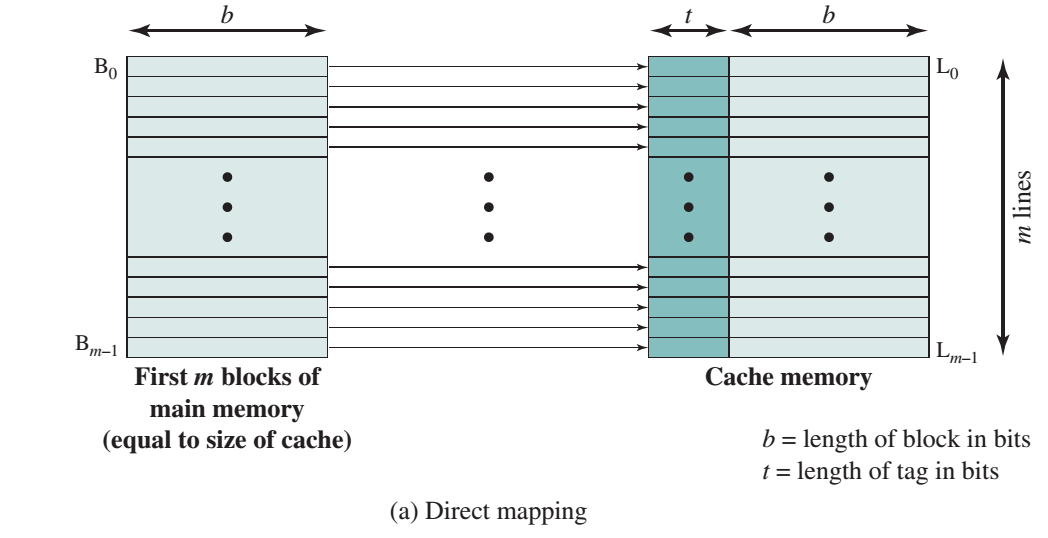 b
t
b
B0
L0
m lines
Bm–1
Lm–1
First m blocks of
main memory
(equal to size of cache)
Cache memory
b = length of block in bits
t = length of tag in bits
(a) Direct mapping